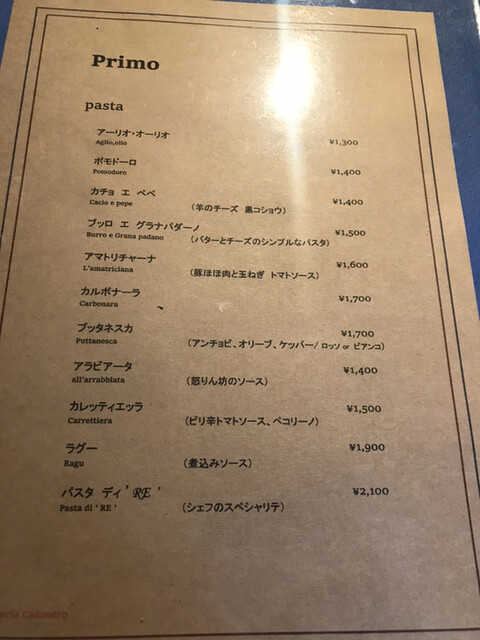 Primo
pasta
アーリオ・オーリオ ¥1,300
Aglio,olio
ポモドーロ ¥1,400
Pomodoro
カチョ エ ペペ ¥1,400
Cacio e pepe (羊のチーズ 黒コショウ)
ブッロ エ グラナパダーノ ¥1,500
Burro e Grana padano (バターとチーズのシンプルなパスタ)
アマトリチャーナ ¥1,600
L'amatriciana (豚ほほ肉と玉ねぎ トマトソース)
カルボナーラ ¥1,700
Carbonara
プッタネスカ ¥1,700
Puttanesca (アンチョビ、オリーブ、ケッパー/ ロッソ or ビアンコ)
アラビアータ ¥1,400
all'arrabbiata (怒りん坊のソース)
カレッティエッラ ¥1,500
Carrettiera (ピリ辛トマトソース、ペコリーノ)
ラグー ¥1,900
Ragu (煮込みソース)
パスタ ディ ' RE ' ¥2,100
Pasta di ' RE ' (シェフのスペシャリテ)
Calimero